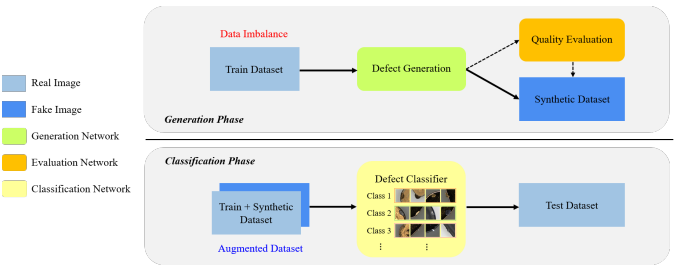 Real Image
Fake Image
Generation Network
Evaluation Network
Classification Network
Data Imbalance
Train Dataset
Defect Generation
Quality Evaluation
Synthetic Dataset
Generation Phase
Classification Phase
Train + Synthetic
Dataset
Augmented Dataset
Defect Classifier
Class 1
Class 2
Class 3
Test Dataset